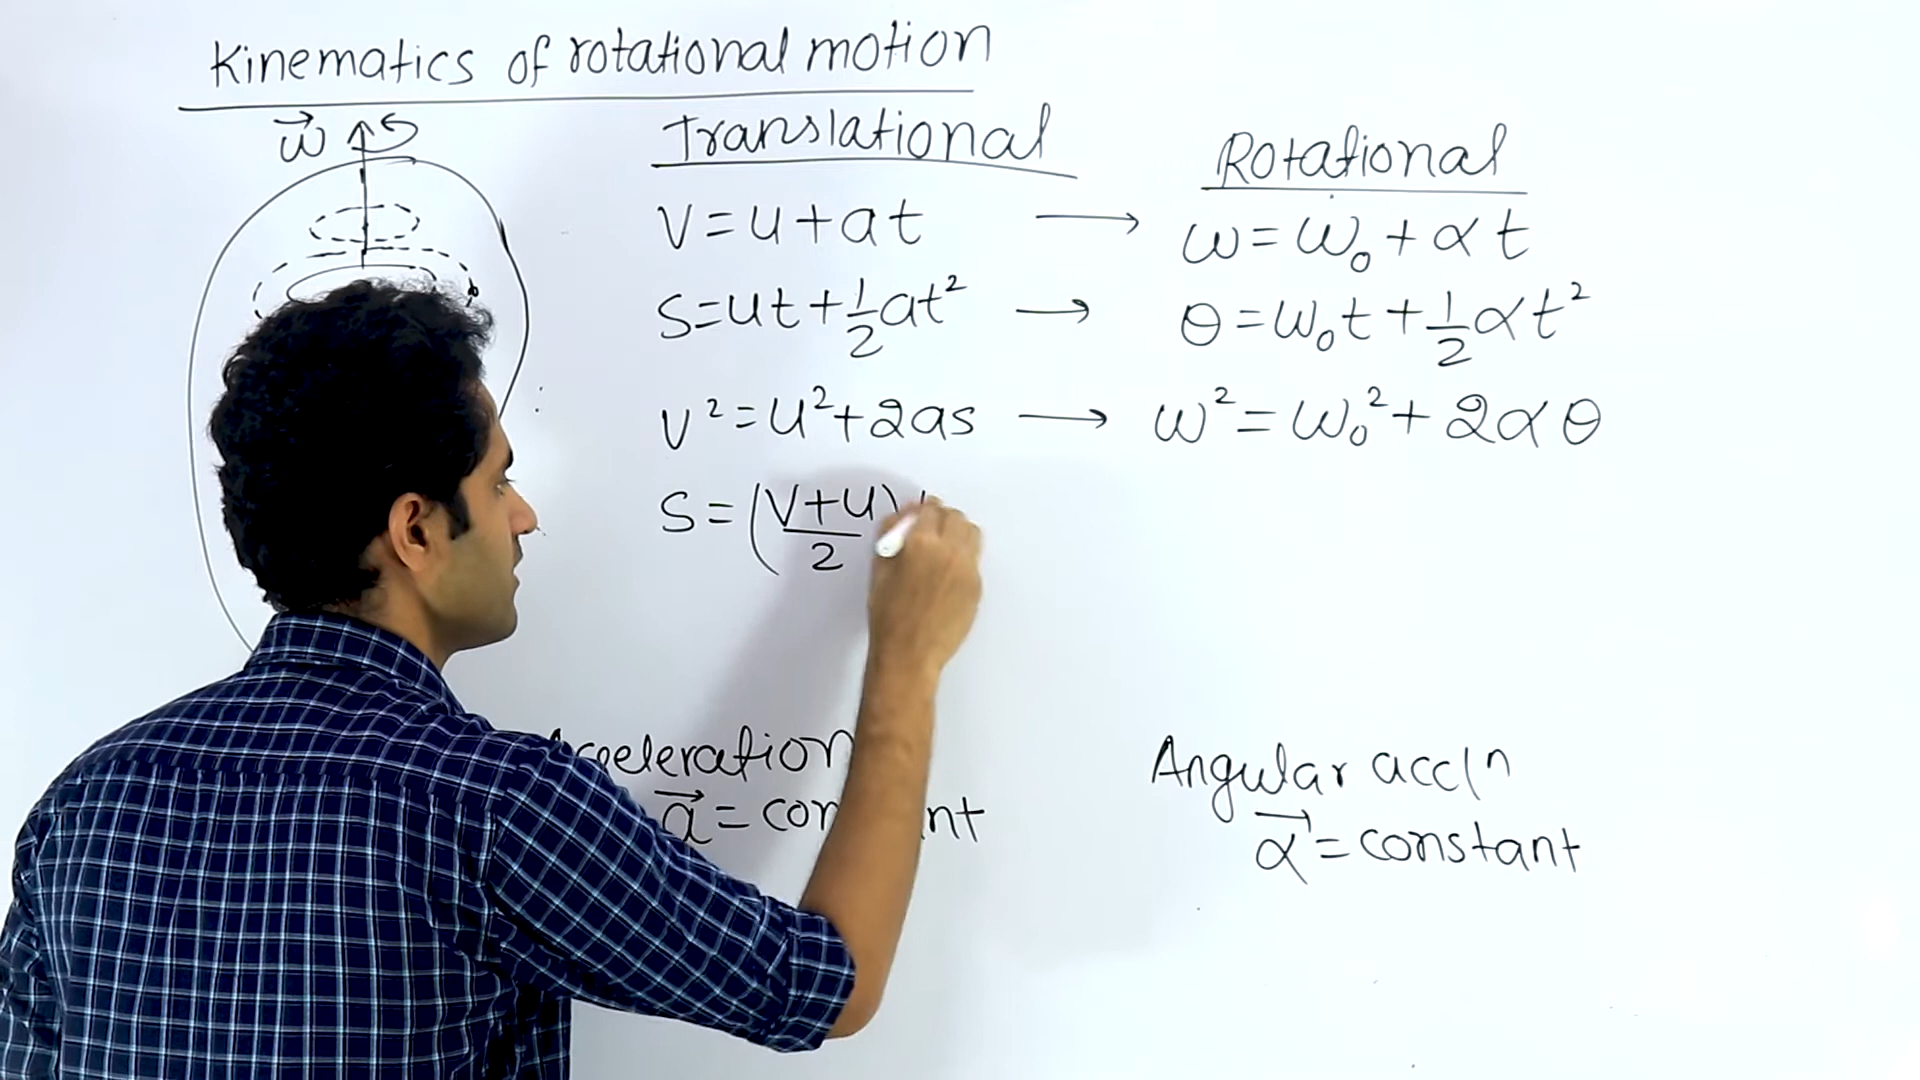 Kinematics of rotational motion
ω⃗
Translational
Rotational
v=u+at ⟶ ω=ω₀+αt
S=ut+½at² → θ=ω₀t+½αt²
v²=u²+2as ⟶ ω²=ω₀²+2αθ
S=(v+u)/2)
Angular accln
a⃗=
α⃗=constant